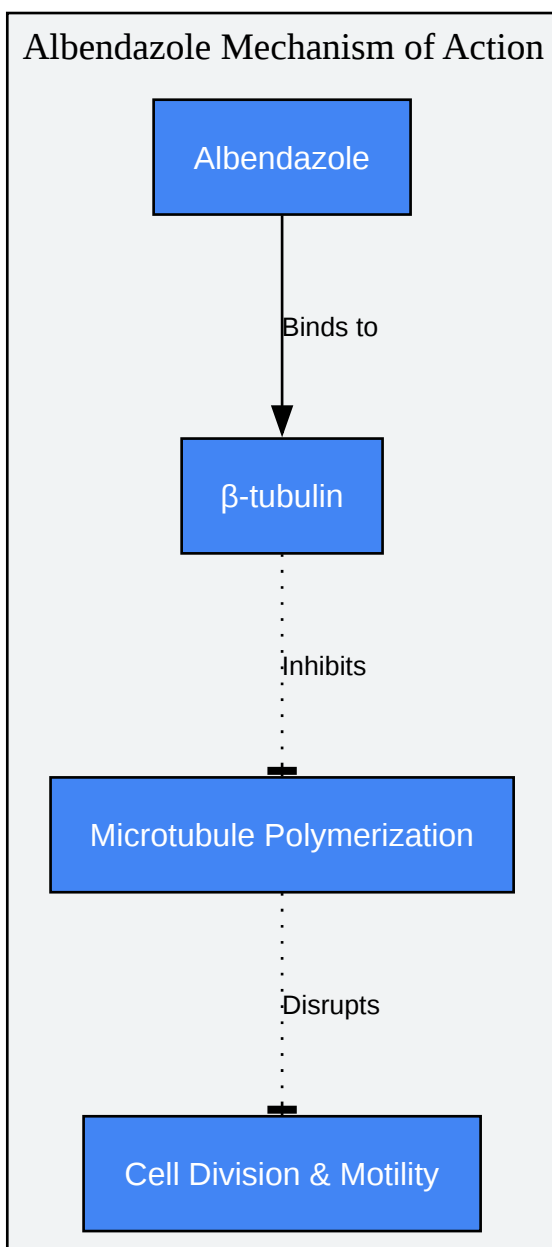 Albendazole Mechanism of Action
Albendazole
Binds to
β-tubulin
Inhibits
Microtubule Polymerization
Disrupts
Cell Division & Motility